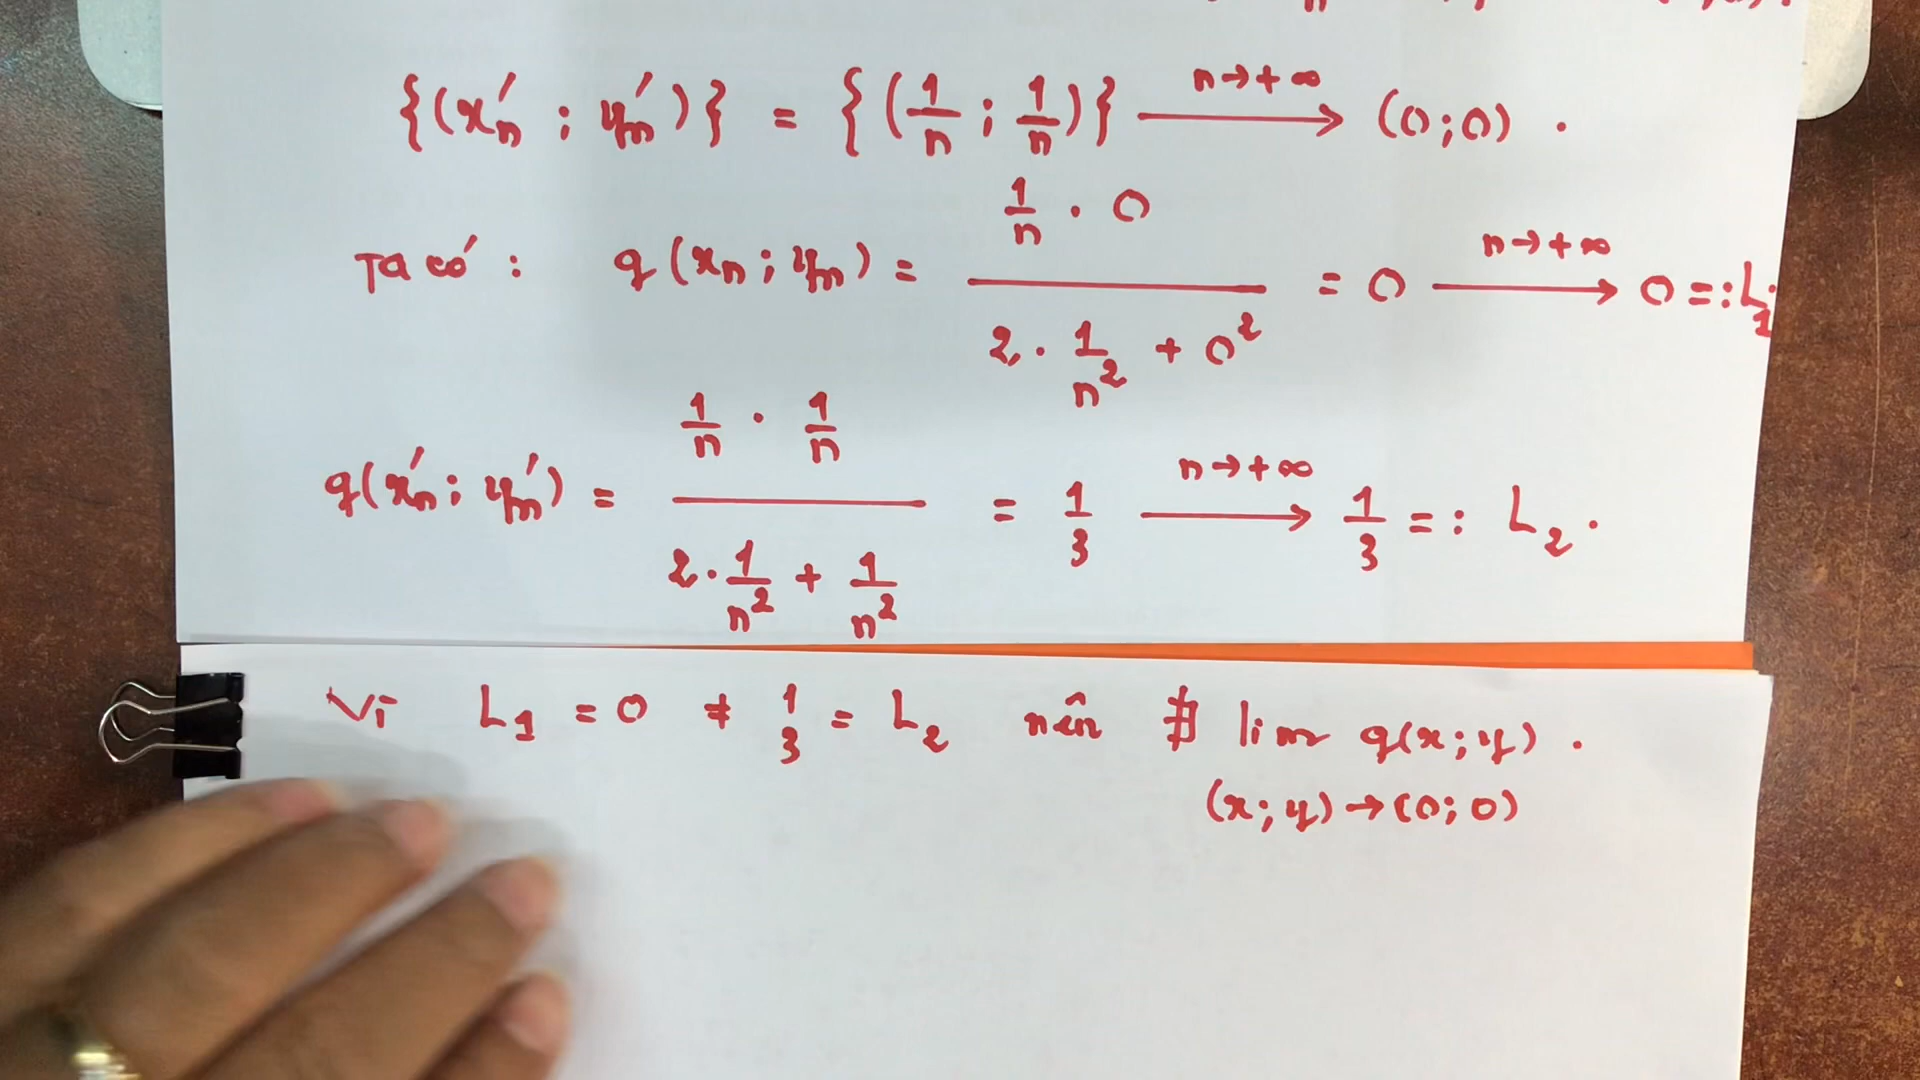 {(x'n ; y'n)} = {(1/n ; 1/n)} n→+∞ ⟶ (0;0) .
Ta có : q(xn ; yn) = (1/n · 0)/(2 · 1/n² + 0²) = 0 n→+∞ ⟶ 0 =: L1
q(x'n ; y'n) = (1/n · 1/n)/(2 · 1/n² + 1/n²) = 1/3 n→+∞ ⟶ 1/3 =: L2 .
Vì L1 = 0 ≠ 1/3 = L2 nên ∄ lim q(x;y) .
(x;y)→(0;0)